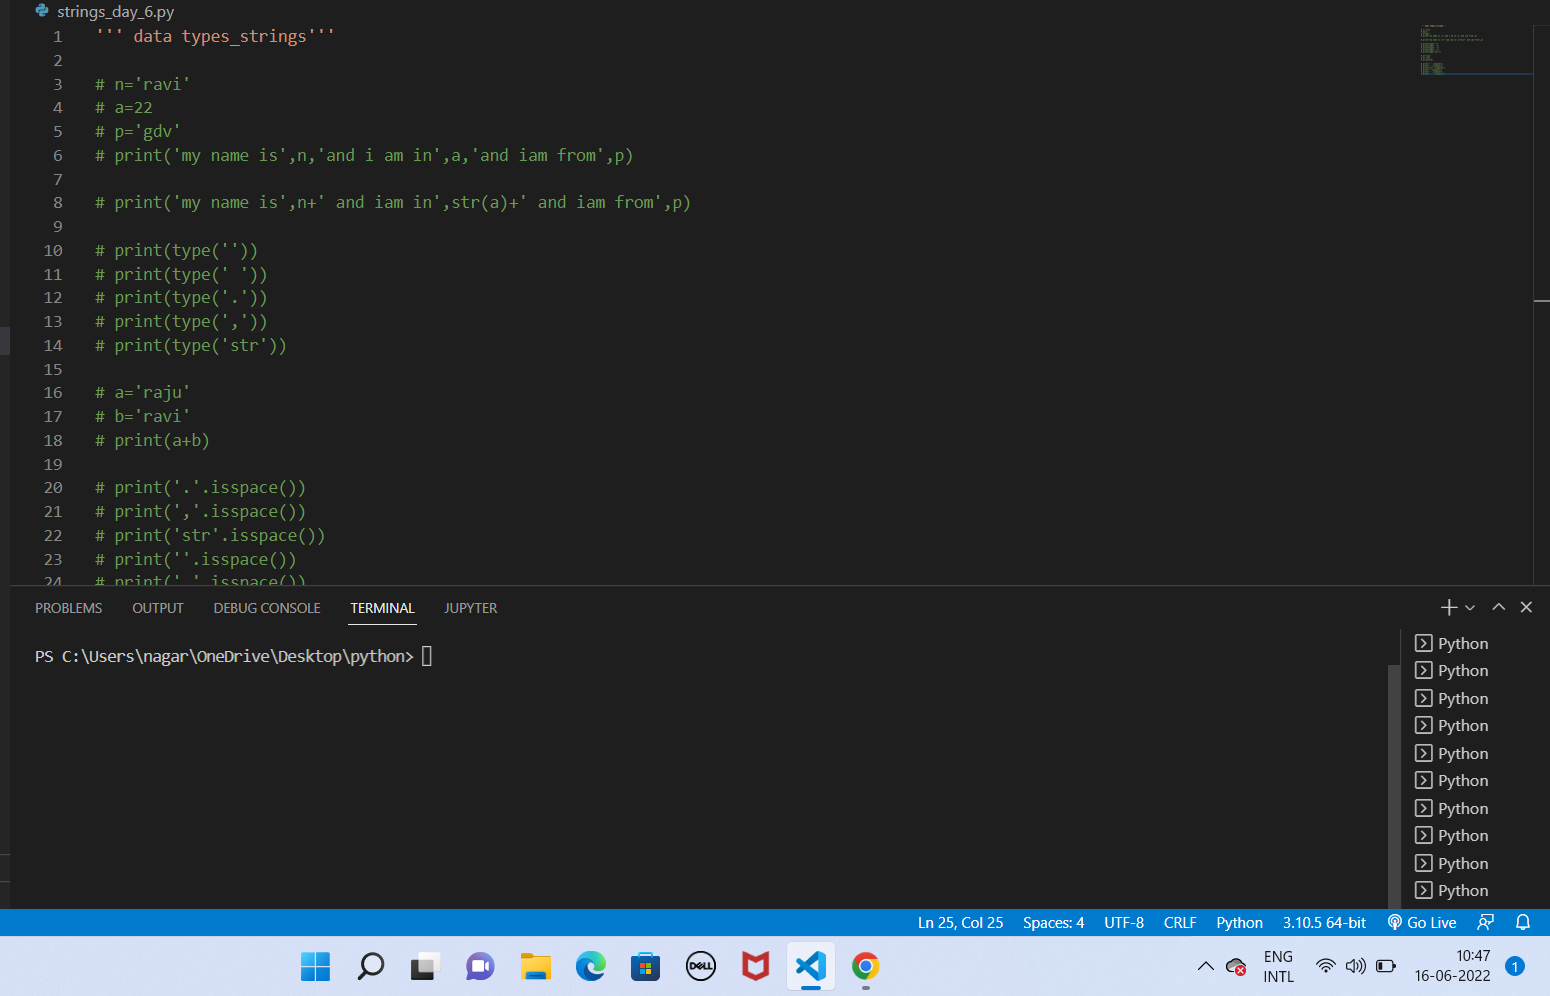 strings_day_6.py
1 ''' data types_strings'''
2
3 # n='ravi'
4 # a=22
5 # p='gdv'
6 # print('my name is',n,'and i am in',a,'and iam from',p)
7
8 # print('my name is',n+' and iam in',str(a)+' and iam from',p)
9
10 # print(type(''))
11 # print(type(' '))
12 # print(type('.'))
13 # print(type(','))
14 # print(type('str'))
15
16 # a='raju'
17 # b='ravi'
18 # print(a+b)
19
20 # print('.'.isspace())
21 # print(','.isspace())
22 # print('str'.isspace())
23 # print(''.isspace())
24 # print(' '.isspace())
PROBLEMS OUTPUT DEBUG CONSOLE TERMINAL JUPYTER
PS C:\Users\nagar\OneDrive\Desktop\python>
Python
Python
Python
Python
Python
Python
Python
Python
Python
Python
Ln 25, Col 25 Spaces: 4 UTF-8 CRLF Python 3.10.5 64-bit Go Live
DELL
ENG
INTL
10:47
16-06-2022
1